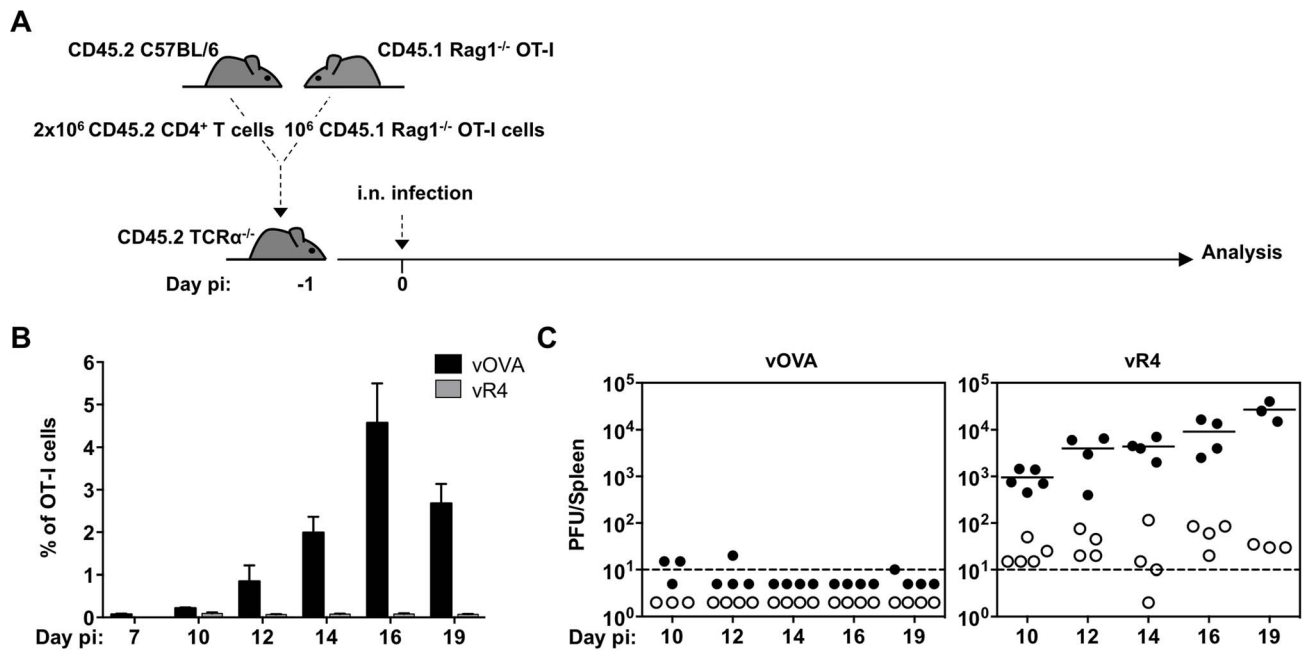 A
CD45.2 C57BL/6 CD45.1 Rag1-/- OT-I
2x10⁶ CD45.2 CD4⁺ T cells 10⁶ CD45.1 Rag1-/- OT-I cells
i.n. infection
CD45.2 TCRα-/-
Analysis
Day pi: -1 0
B
% of OT-I cells
6
5
4
3
2
1
0
vOVA
vR4
Day pi: 7 10 12 14 16 19
C
vOVA
PFU/Spleen
10⁵
10⁴
10³
10²
10¹
10⁰
Day pi: 10 12 14 16 19
vR4
10⁵
10⁴
10³
10²
10¹
10⁰
10 12 14 16 19